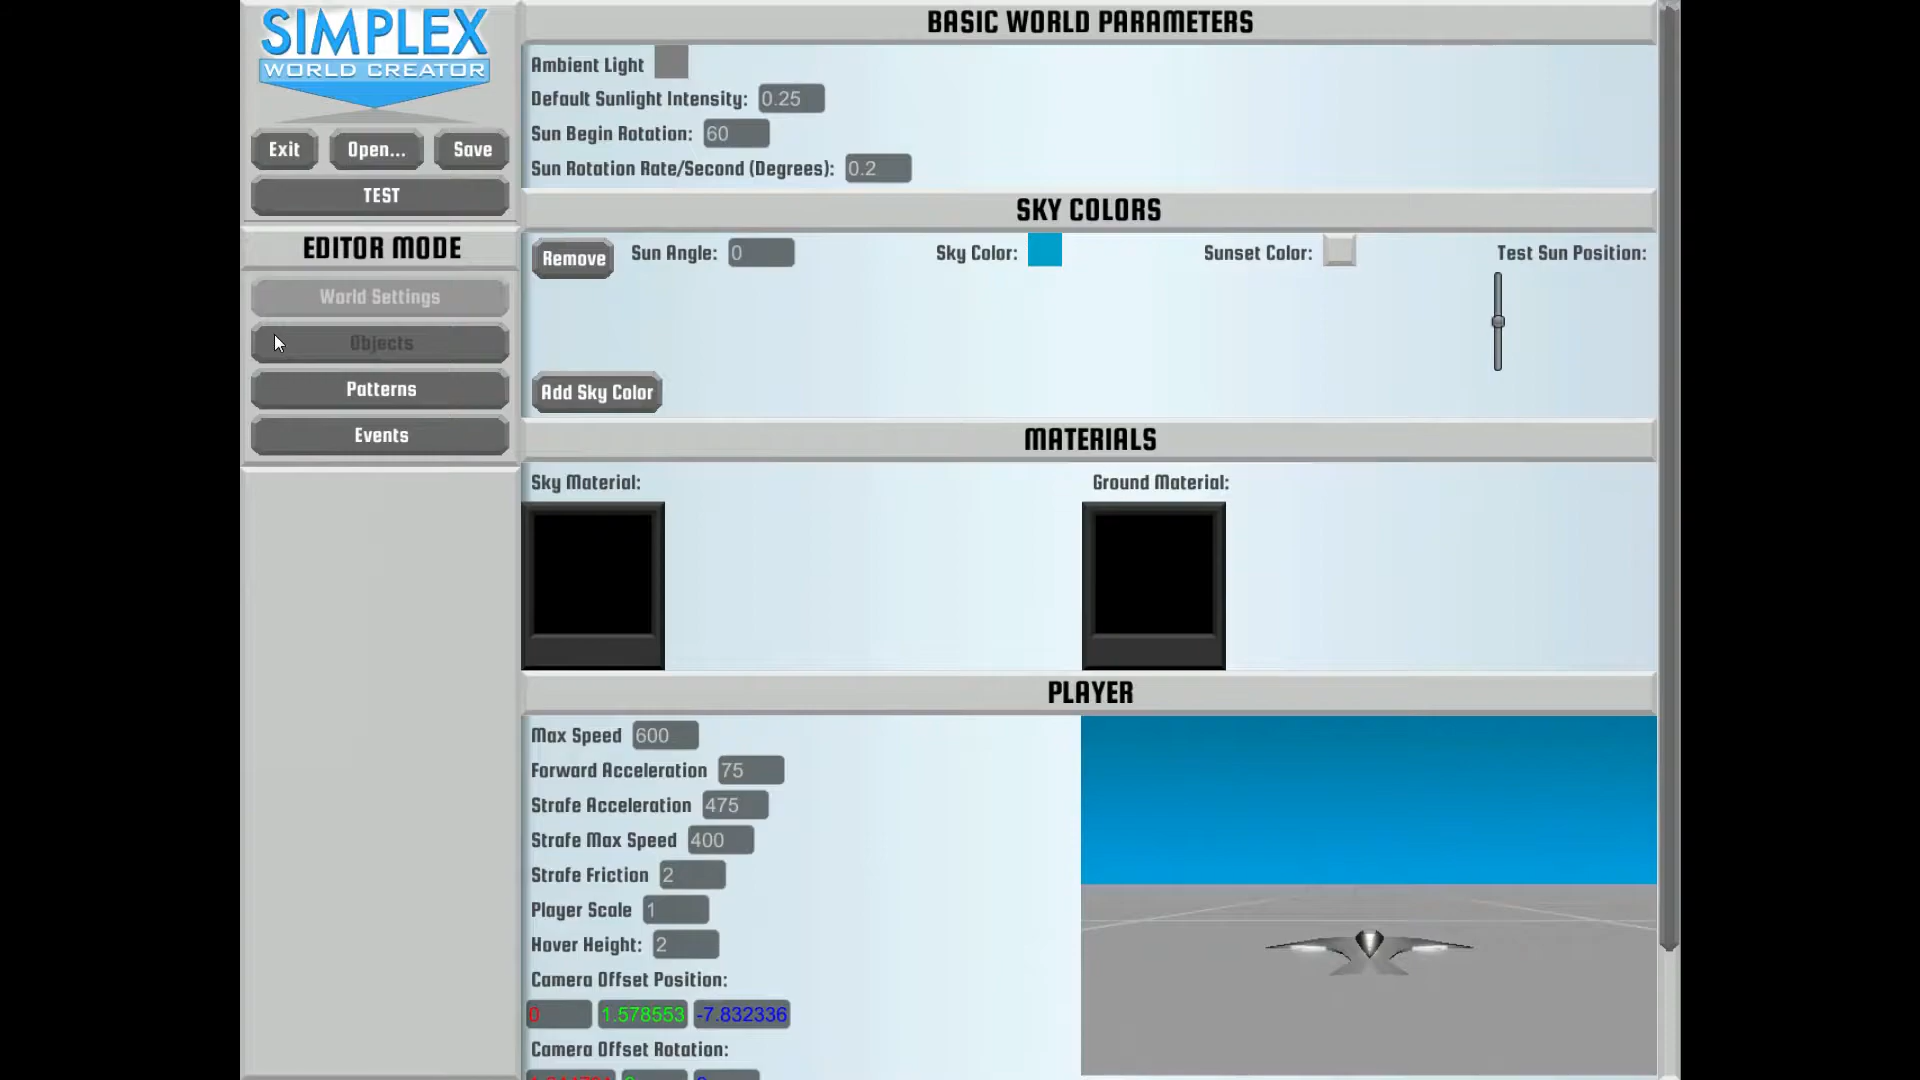 SIMPLEX
WORLD CREATOR
Exit
Open...
Save
TEST
EDITOR MODE
World Settings
Objects
Patterns
Events
BASIC WORLD PARAMETERS
Ambient Light
Default Sunlight Intensity: 0.25
Sun Begin Rotation: 60
Sun Rotation Rate/Second (Degrees): 0.2
SKY COLORS
Remove
Sun Angle: 0
Sky Color:
Sunset Color:
Test Sun Position:
Add Sky Color
MATERIALS
Sky Material:
Ground Material:
PLAYER
Max Speed 600
Forward Acceleration 75
Strafe Acceleration 475
Strafe Max Speed 400
Strafe Friction 2
Player Scale 1
Hover Height: 2
Camera Offset Position:
0 1.578553 -7.832336
Camera Offset Rotation: